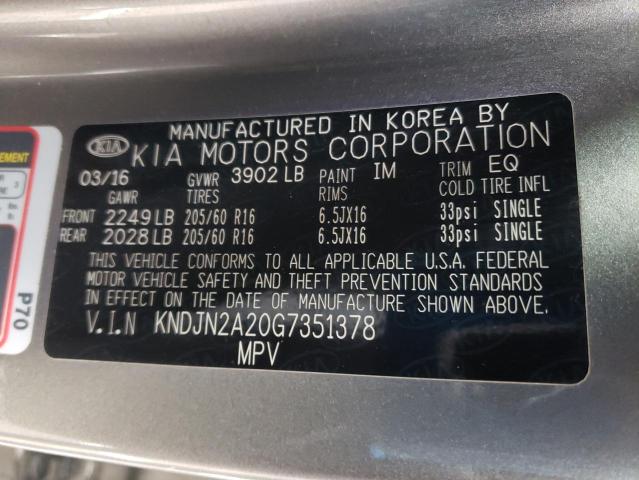 MANUFACTURED IN KOREA BY
KIA KIA MOTORS CORPORATION
03/16 GVWR 3902 LB PAINT IM TRIM EQ
GAWR TIRES RIMS COLD TIRE INFL
FRONT 2249 LB 205/60 R16 6.5JX16 33psi SINGLE
REAR 2028 LB 205/60 R16 6.5JX16 33psi SINGLE
THIS VEHICLE CONFORMS TO ALL APPLICABLE U.S.A. FEDERAL
MOTOR VEHICLE SAFETY AND THEFT PREVENTION STANDARDS
IN EFFECT ON THE DATE OF MANUFACTURE SHOWN ABOVE.
V.I.N KNDJN2A20G7351378
MPV
P70